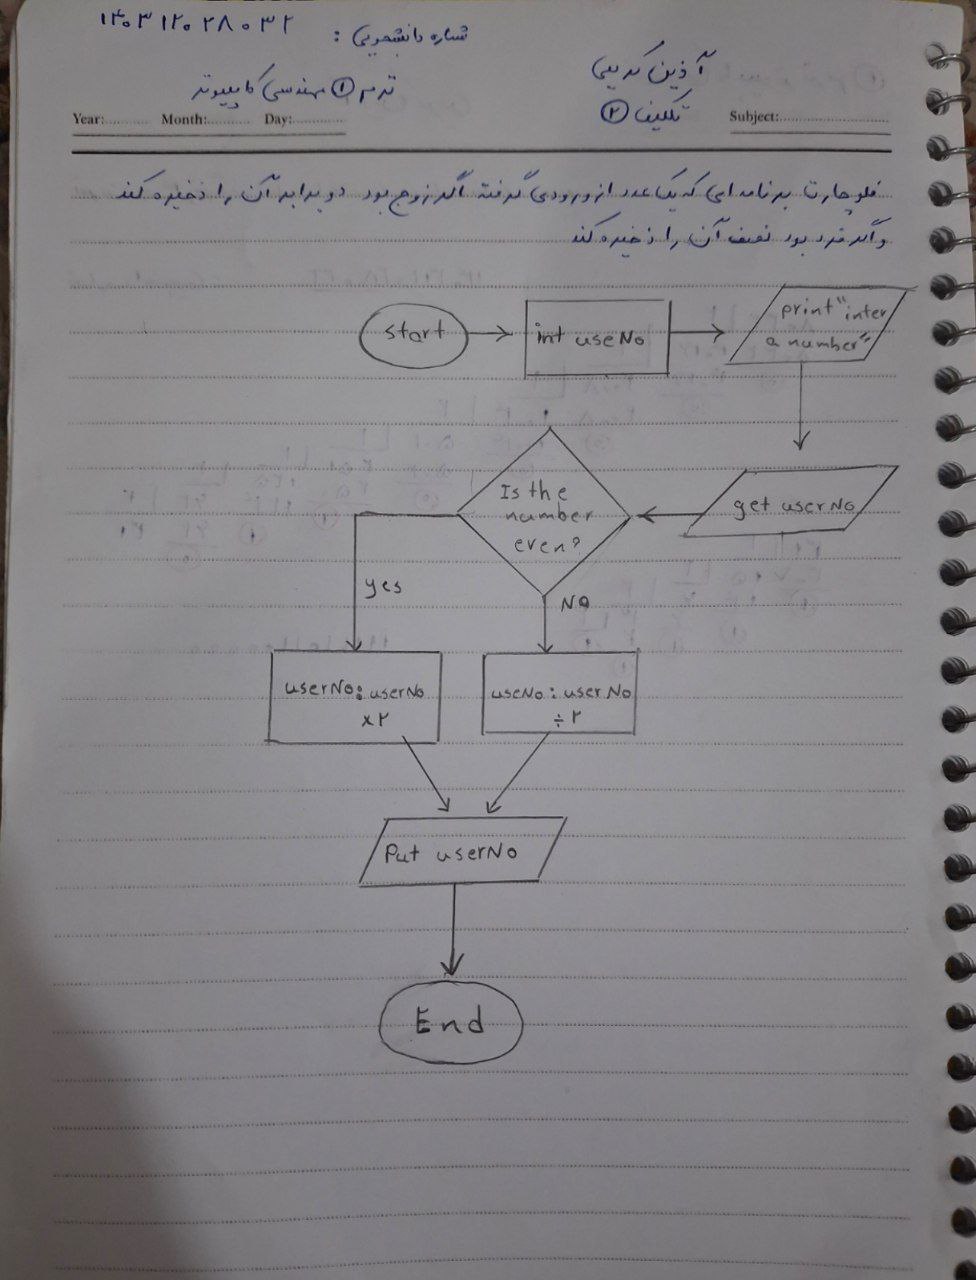 شماره دانشجویی : ۱۴۰۳۱۲۰۲۸۰۳۲
آذین کریمی
ترم ① مهندسی کامپیوتر
تکلیف ②
Year:.......... Month:.......... Day:............
Subject:..............................
فلوچارت برنامه ای که یک عدد از ورودی گرفته اگر زوج بود دو برابر آن را ذخیره کند
و اگر فرد بود نصف آن را ذخیره کند
start
int useNo
print "inter
a number"
get userNo
Is the
number
even?
yes
No
userNo: userNo
×۲
useNo: userNo
÷۲
Put userNo
End